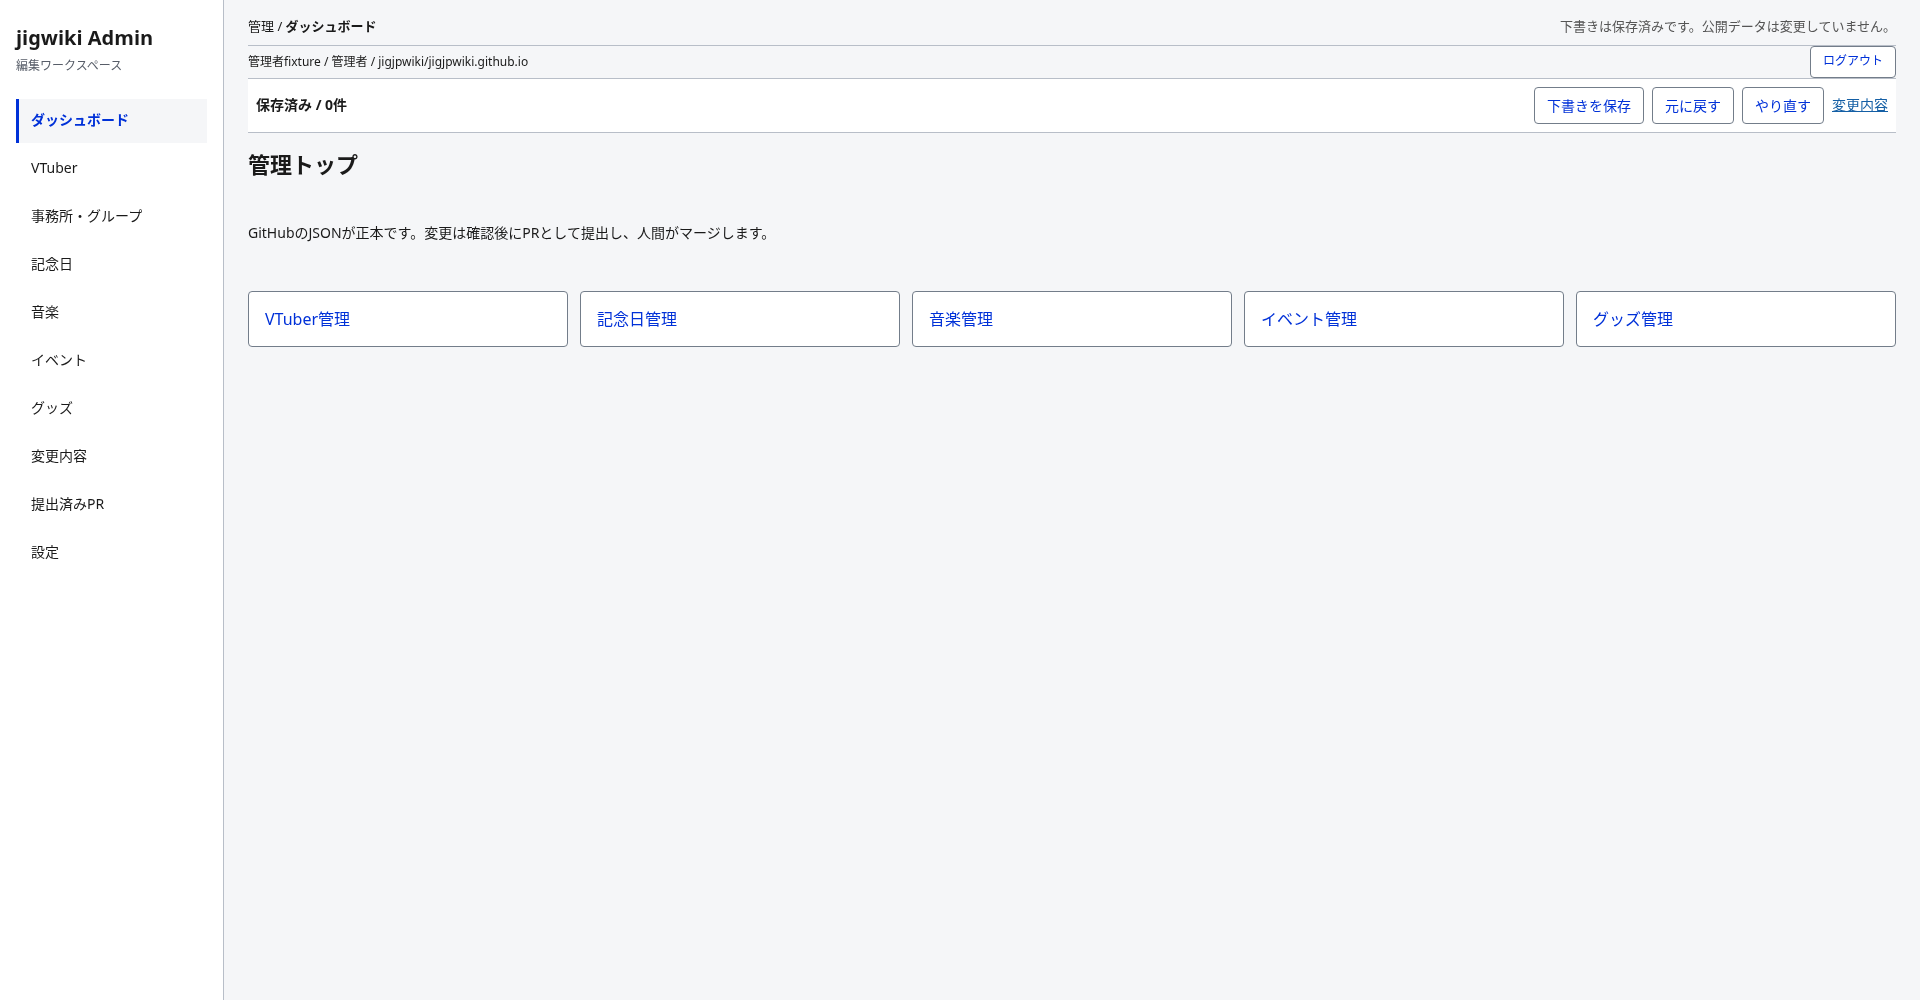 jigwiki Admin
編集ワークスペース
ダッシュボード
VTuber
事務所・グループ
記念日
音楽
イベント
グッズ
変更内容
提出済みPR
設定
管理 / ダッシュボード
下書きは保存済みです。公開データは変更していません。
管理者fixture / 管理者 / jigjpwiki/jigjpwiki.github.io
ログアウト
保存済み / 0件
下書きを保存
元に戻す
やり直す
変更内容
管理トップ
GitHubのJSONが正本です。変更は確認後にPRとして提出し、人間がマージします。
VTuber管理
記念日管理
音楽管理
イベント管理
グッズ管理